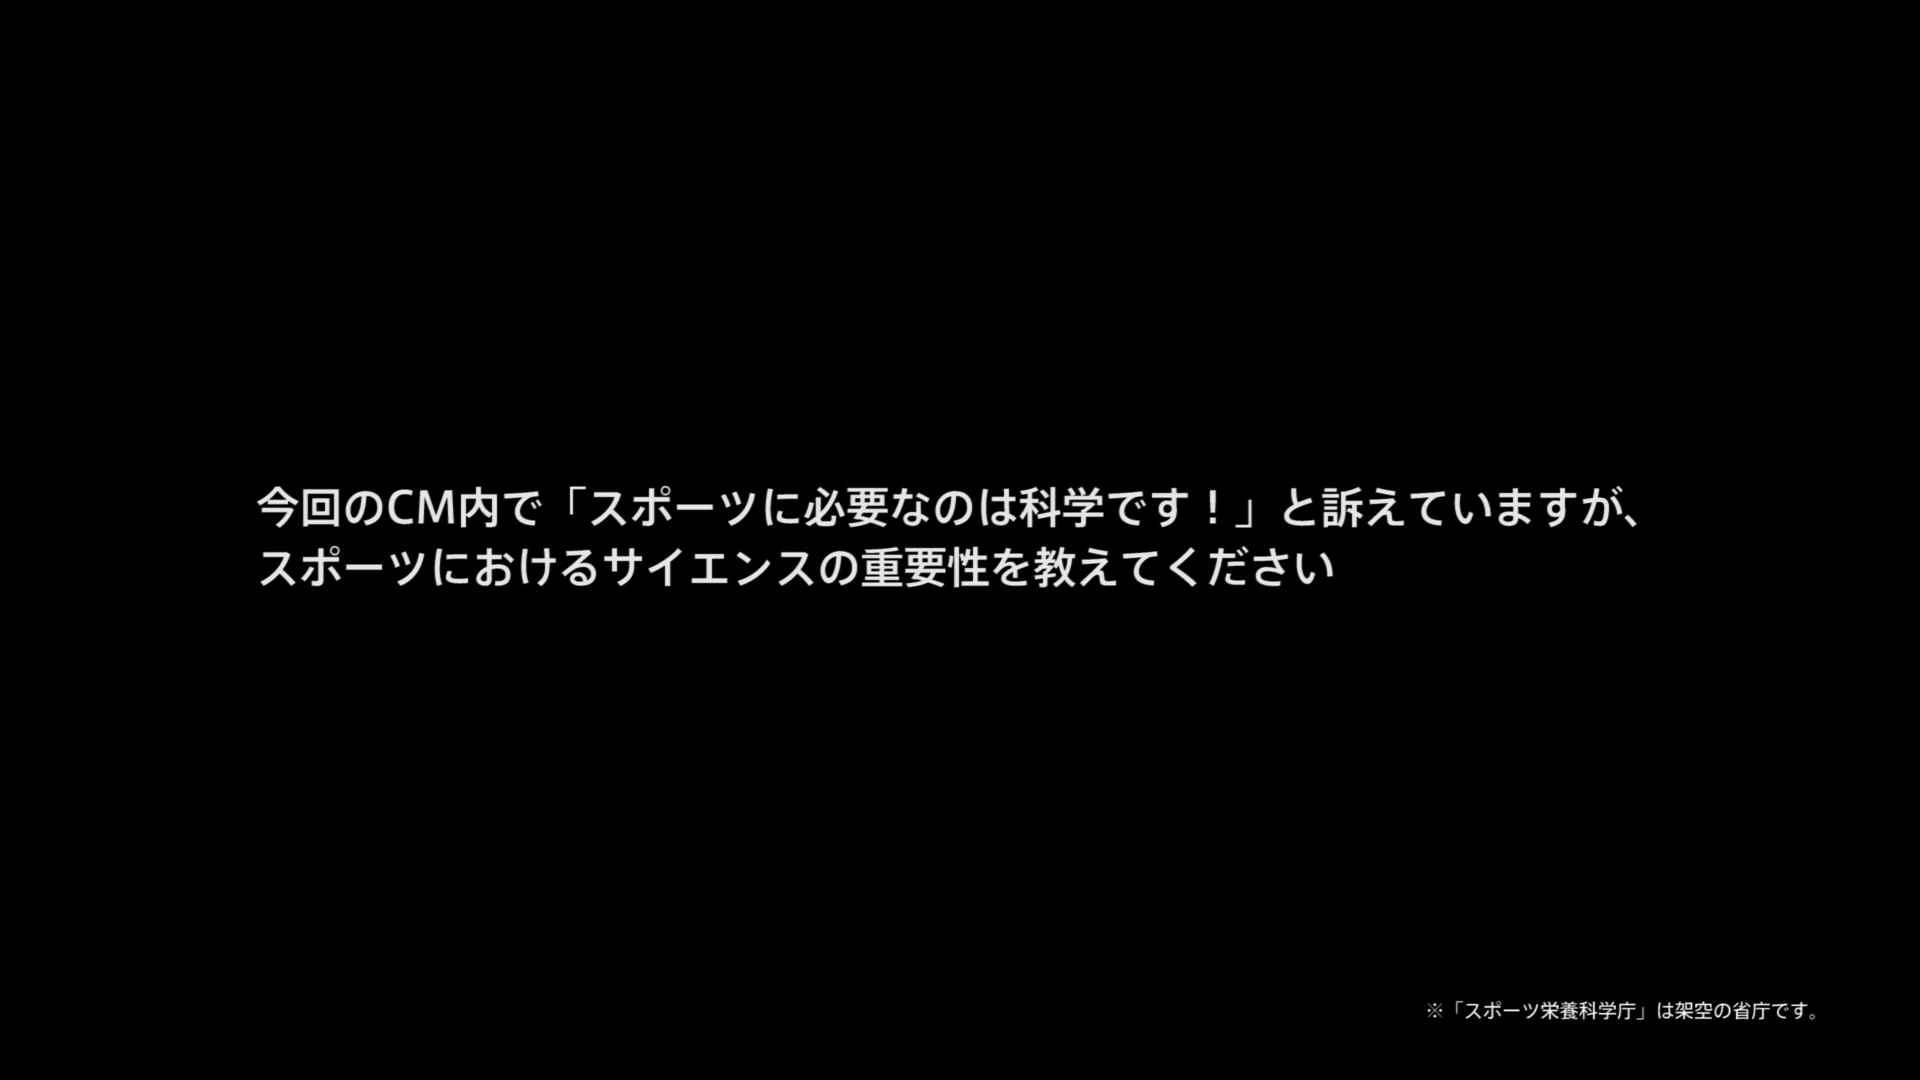 今回のCM内で「スポーツに必要なのは科学です！」と訴えていますが、
スポーツにおけるサイエンスの重要性を教えてください
※「スポーツ栄養科学庁」は架空の省庁です。